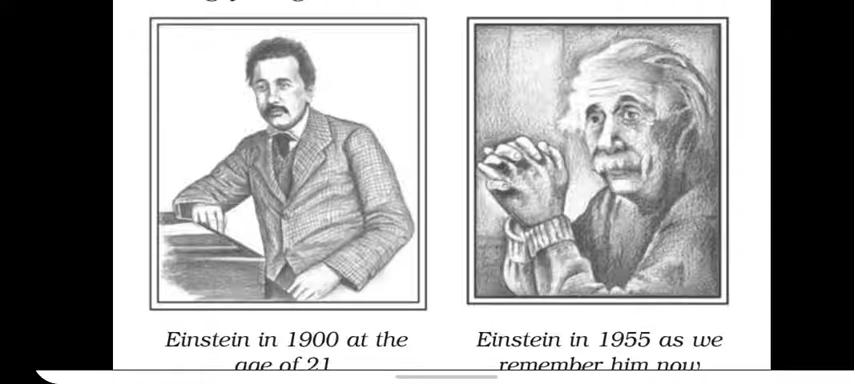 Einstein in 1900 at the
Einstein in 1955 as we
age of 21
remember him now